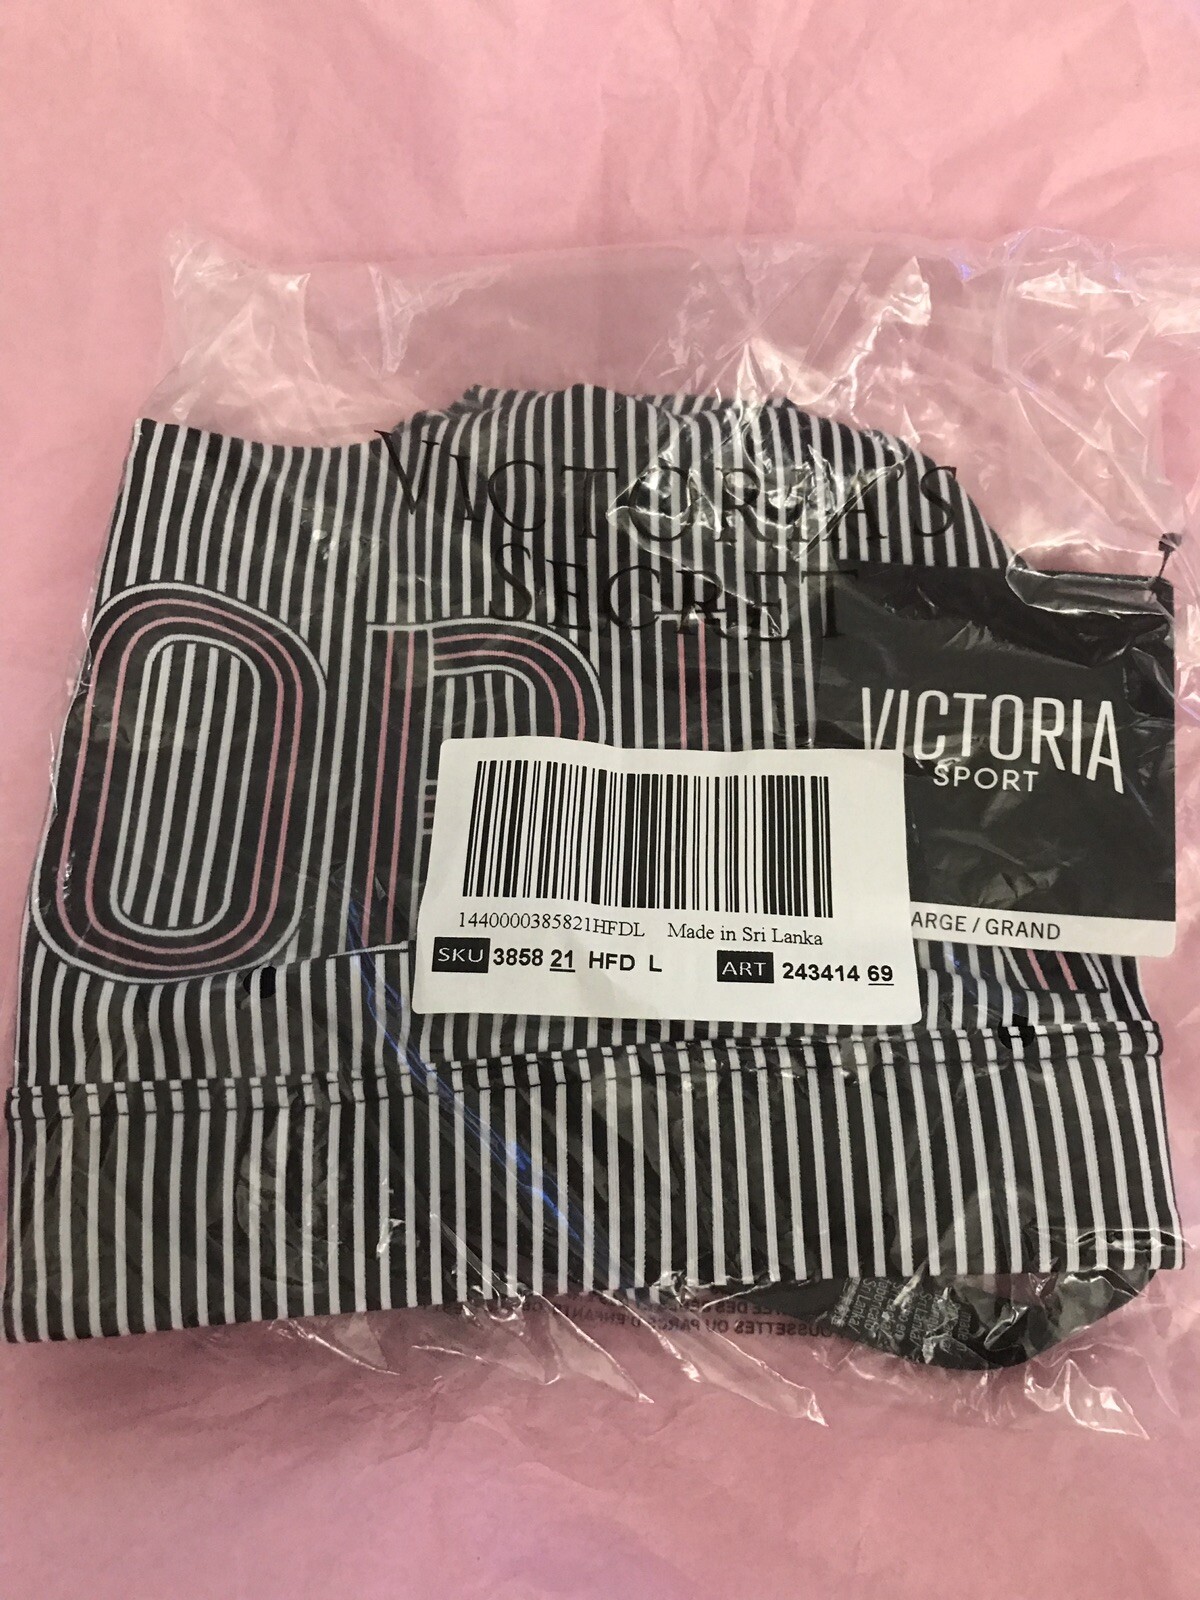 VICTORIA'S
SECRET
VICTORIA
SPORT
ARGE / GRAND
1440000385821HFDL Made in Sri Lanka
SKU 3858 21 HFD L ART 243414 69